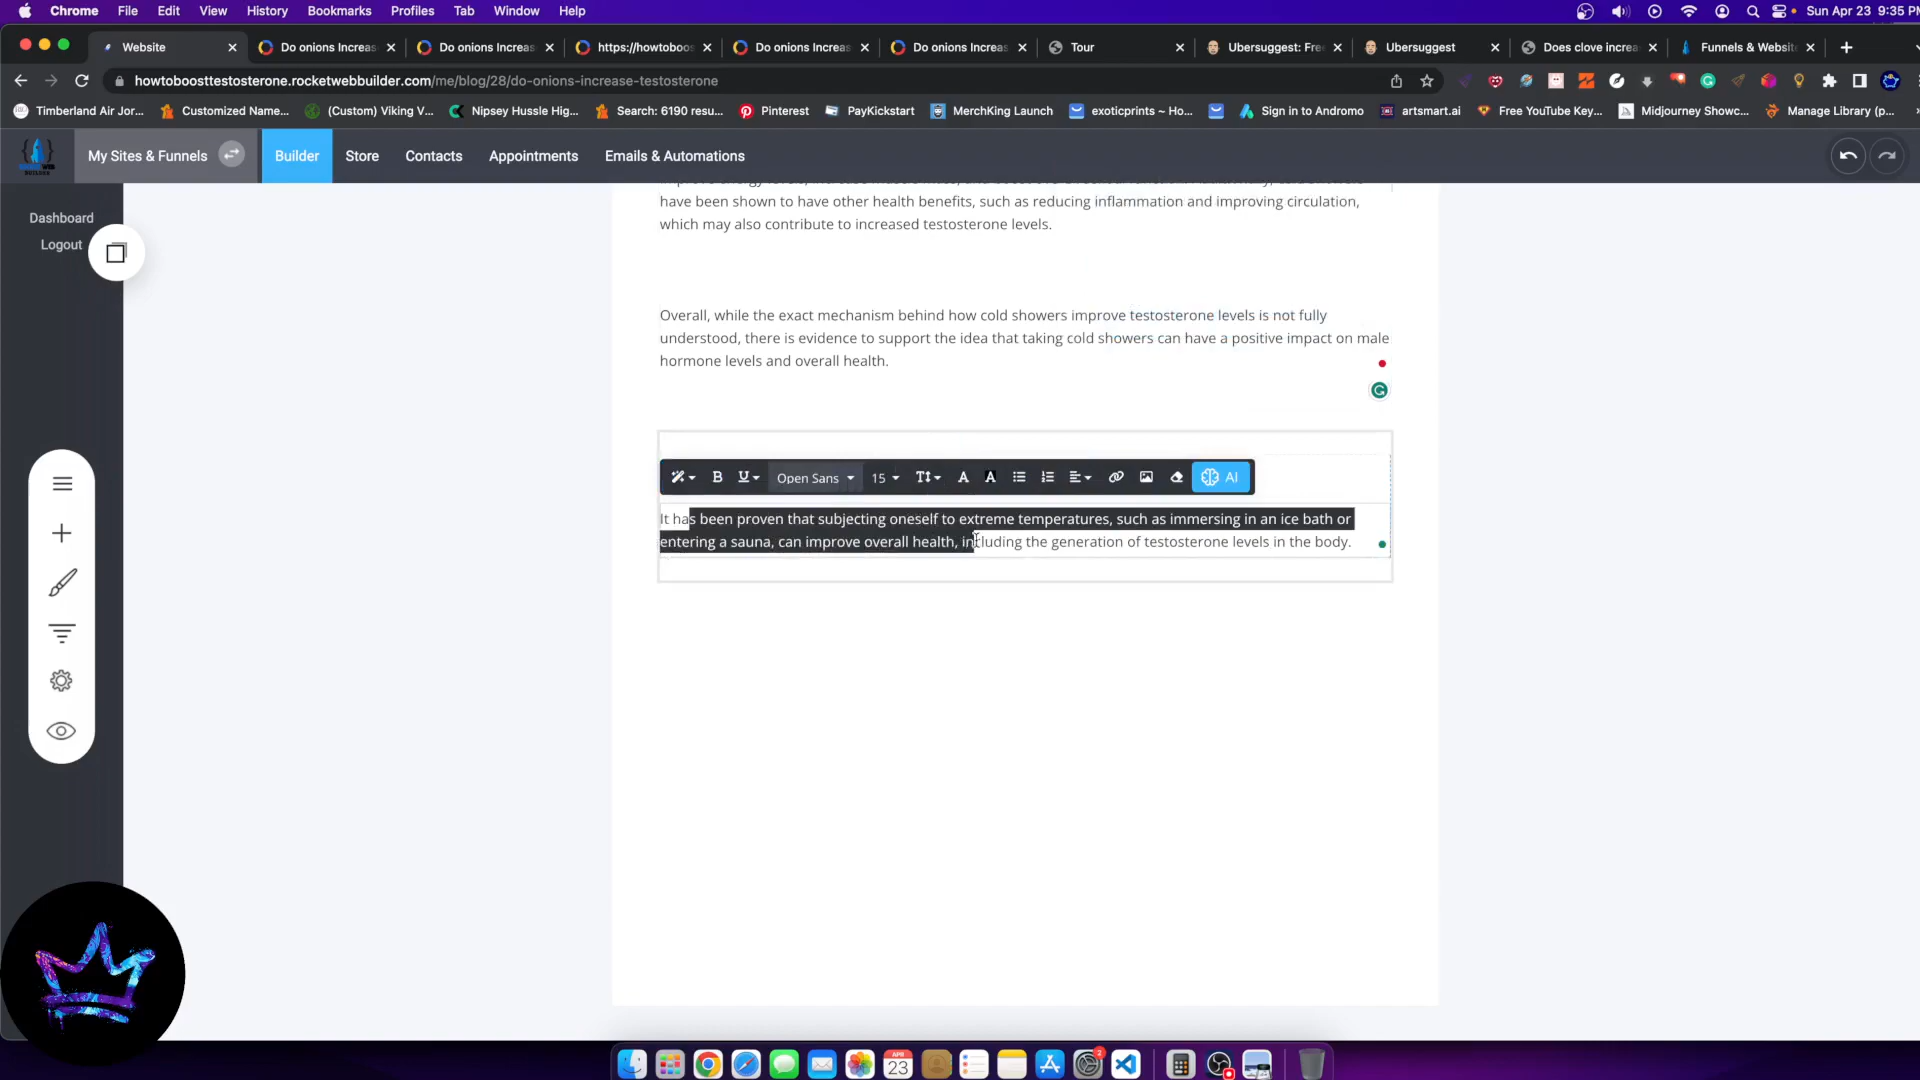 Chrome File Edit View History Bookmarks Profiles Tab Window Help Sun Apr 23 9:35 PM
Website Do onions Increas Do onions Increas https://howtoboos Do onions Increas Do onions Increas Tour Ubersuggest: Fre Ubersuggest Does clove increa Funnels & Websit
howtoboosttestosterone.rocketwebbuilder.com/me/blog/28/do-onions-increase-testosterone
Timberland Air Jor... Customized Name... (Custom) Viking V... Nipsey Hussle Hig... Search: 6190 resu... Pinterest PayKickstart MerchKing Launch exoticprints ~ Ho... Sign in to Andromo artsmart.ai Free YouTube Key... Midjourney Showc... Manage Library (p...
My Sites & Funnels Builder Store Contacts Appointments Emails & Automations
Dashboard
Logout
have been shown to have other health benefits, such as reducing inflammation and improving circulation,
which may also contribute to increased testosterone levels.
Overall, while the exact mechanism behind how cold showers improve testosterone levels is not fully
understood, there is evidence to support the idea that taking cold showers can have a positive impact on male
hormone levels and overall health.
B U Open Sans 15 A A AI
It has been proven that subjecting oneself to extreme temperatures, such as immersing in an ice bath or
entering a sauna, can improve overall health, including the generation of testosterone levels in the body.
APR
23
2